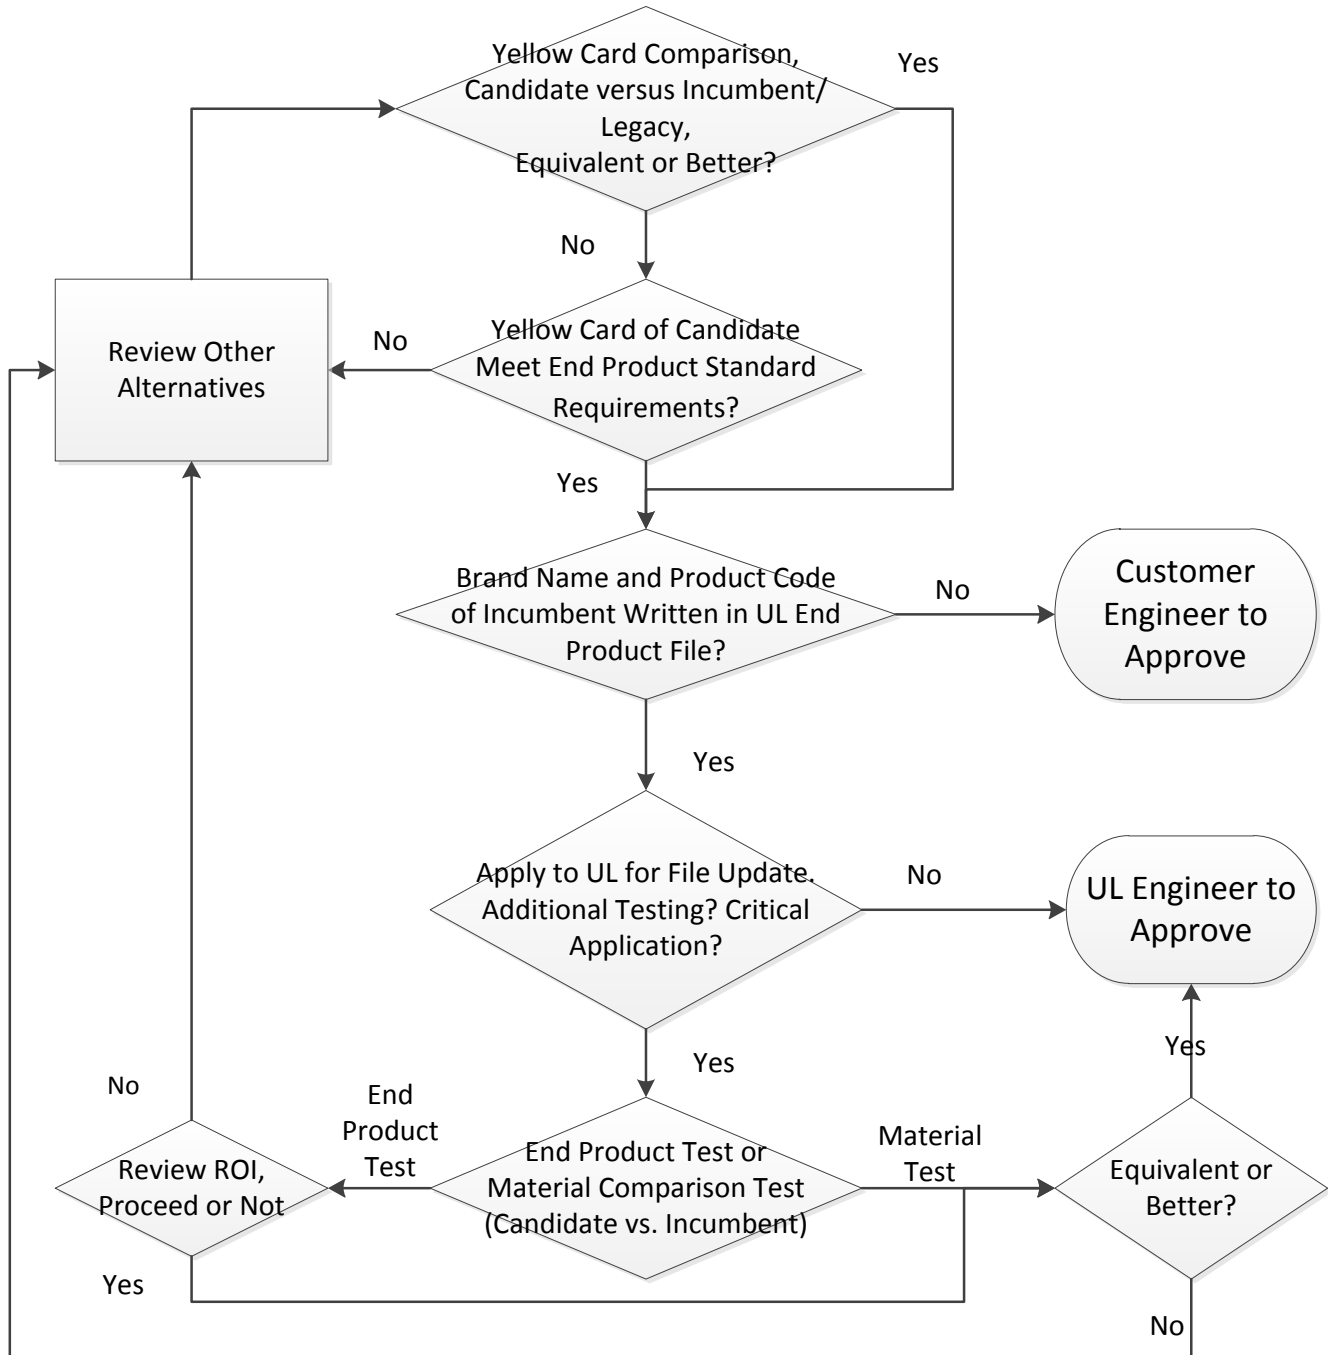 Yellow Card Comparison,
Candidate versus Incumbent/
Legacy,
Equivalent or Better?
Yes
No
Review Other
Alternatives
No
Yellow Card of Candidate
Meet End Product Standard
Requirements?
Yes
Brand Name and Product Code
of Incumbent Written in UL End
Product File?
No
Customer
Engineer to
Approve
Yes
Apply to UL for File Update.
Additional Testing? Critical
Application?
No
UL Engineer to
Approve
Yes
Yes
No
End
Product
Test
Material
Test
Review ROI,
Proceed or Not
End Product Test or
Material Comparison Test
(Candidate vs. Incumbent)
Equivalent or
Better?
Yes
No